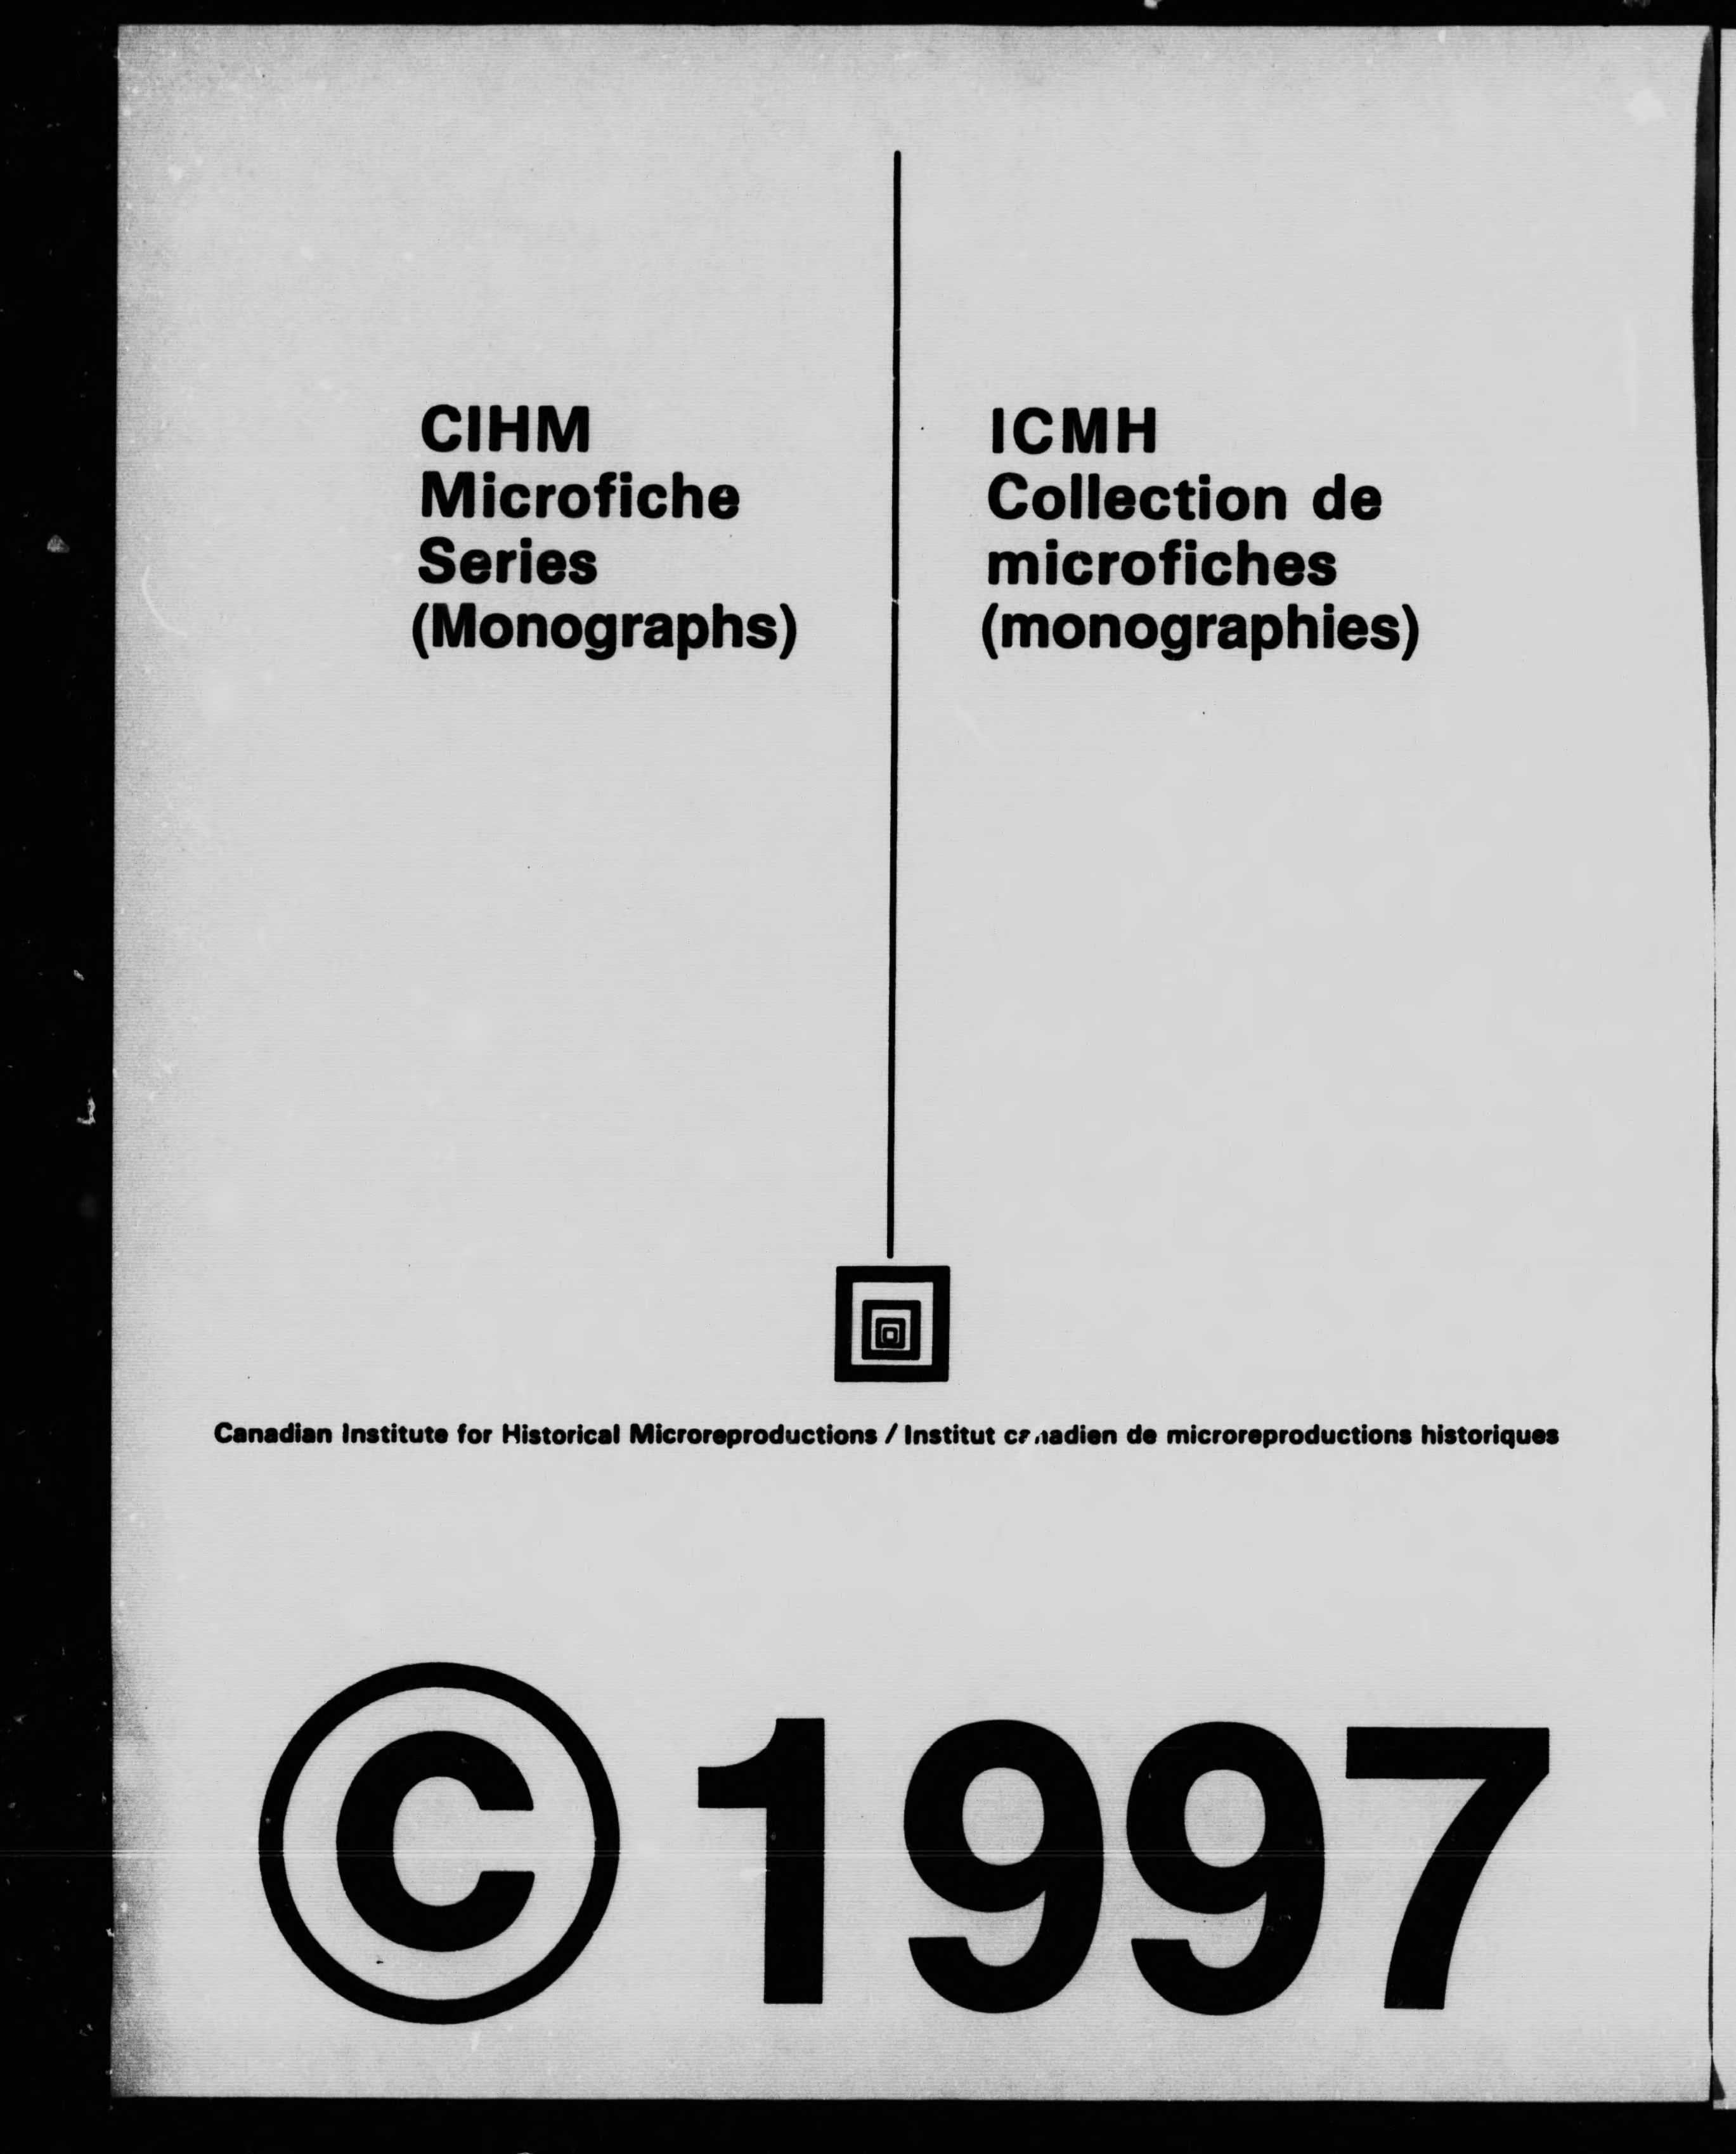 CIHM
Microfiche
Series
(Monographs)
ICMH
Collection de
microfiches
(monographies)
Canadian Institute for Historical Microreproductions / Institut canadien de microreproductions historiques
© 1997